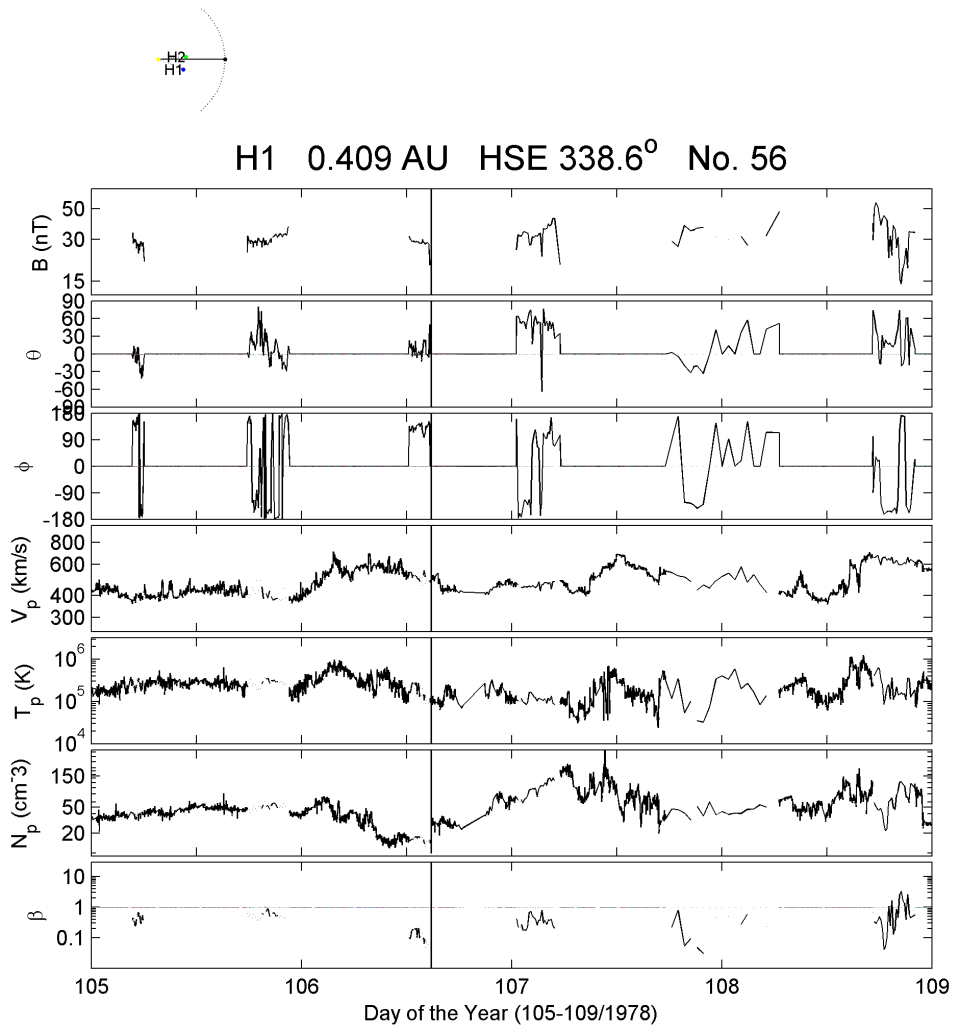 H2
H1
H1 0.409 AU HSE 338.6° No. 56
50
30
15
B (nT)
90
60
30
0
-30
-60
-90
θ
180
90
0
-90
-180
ϕ
800
600
400
300
Vp (km/s)
10^6
10^5
10^4
Tp (K)
150
50
20
Np (cm-3)
10
1
0.1
β
105 106 107 108 109
Day of the Year (105-109/1978)